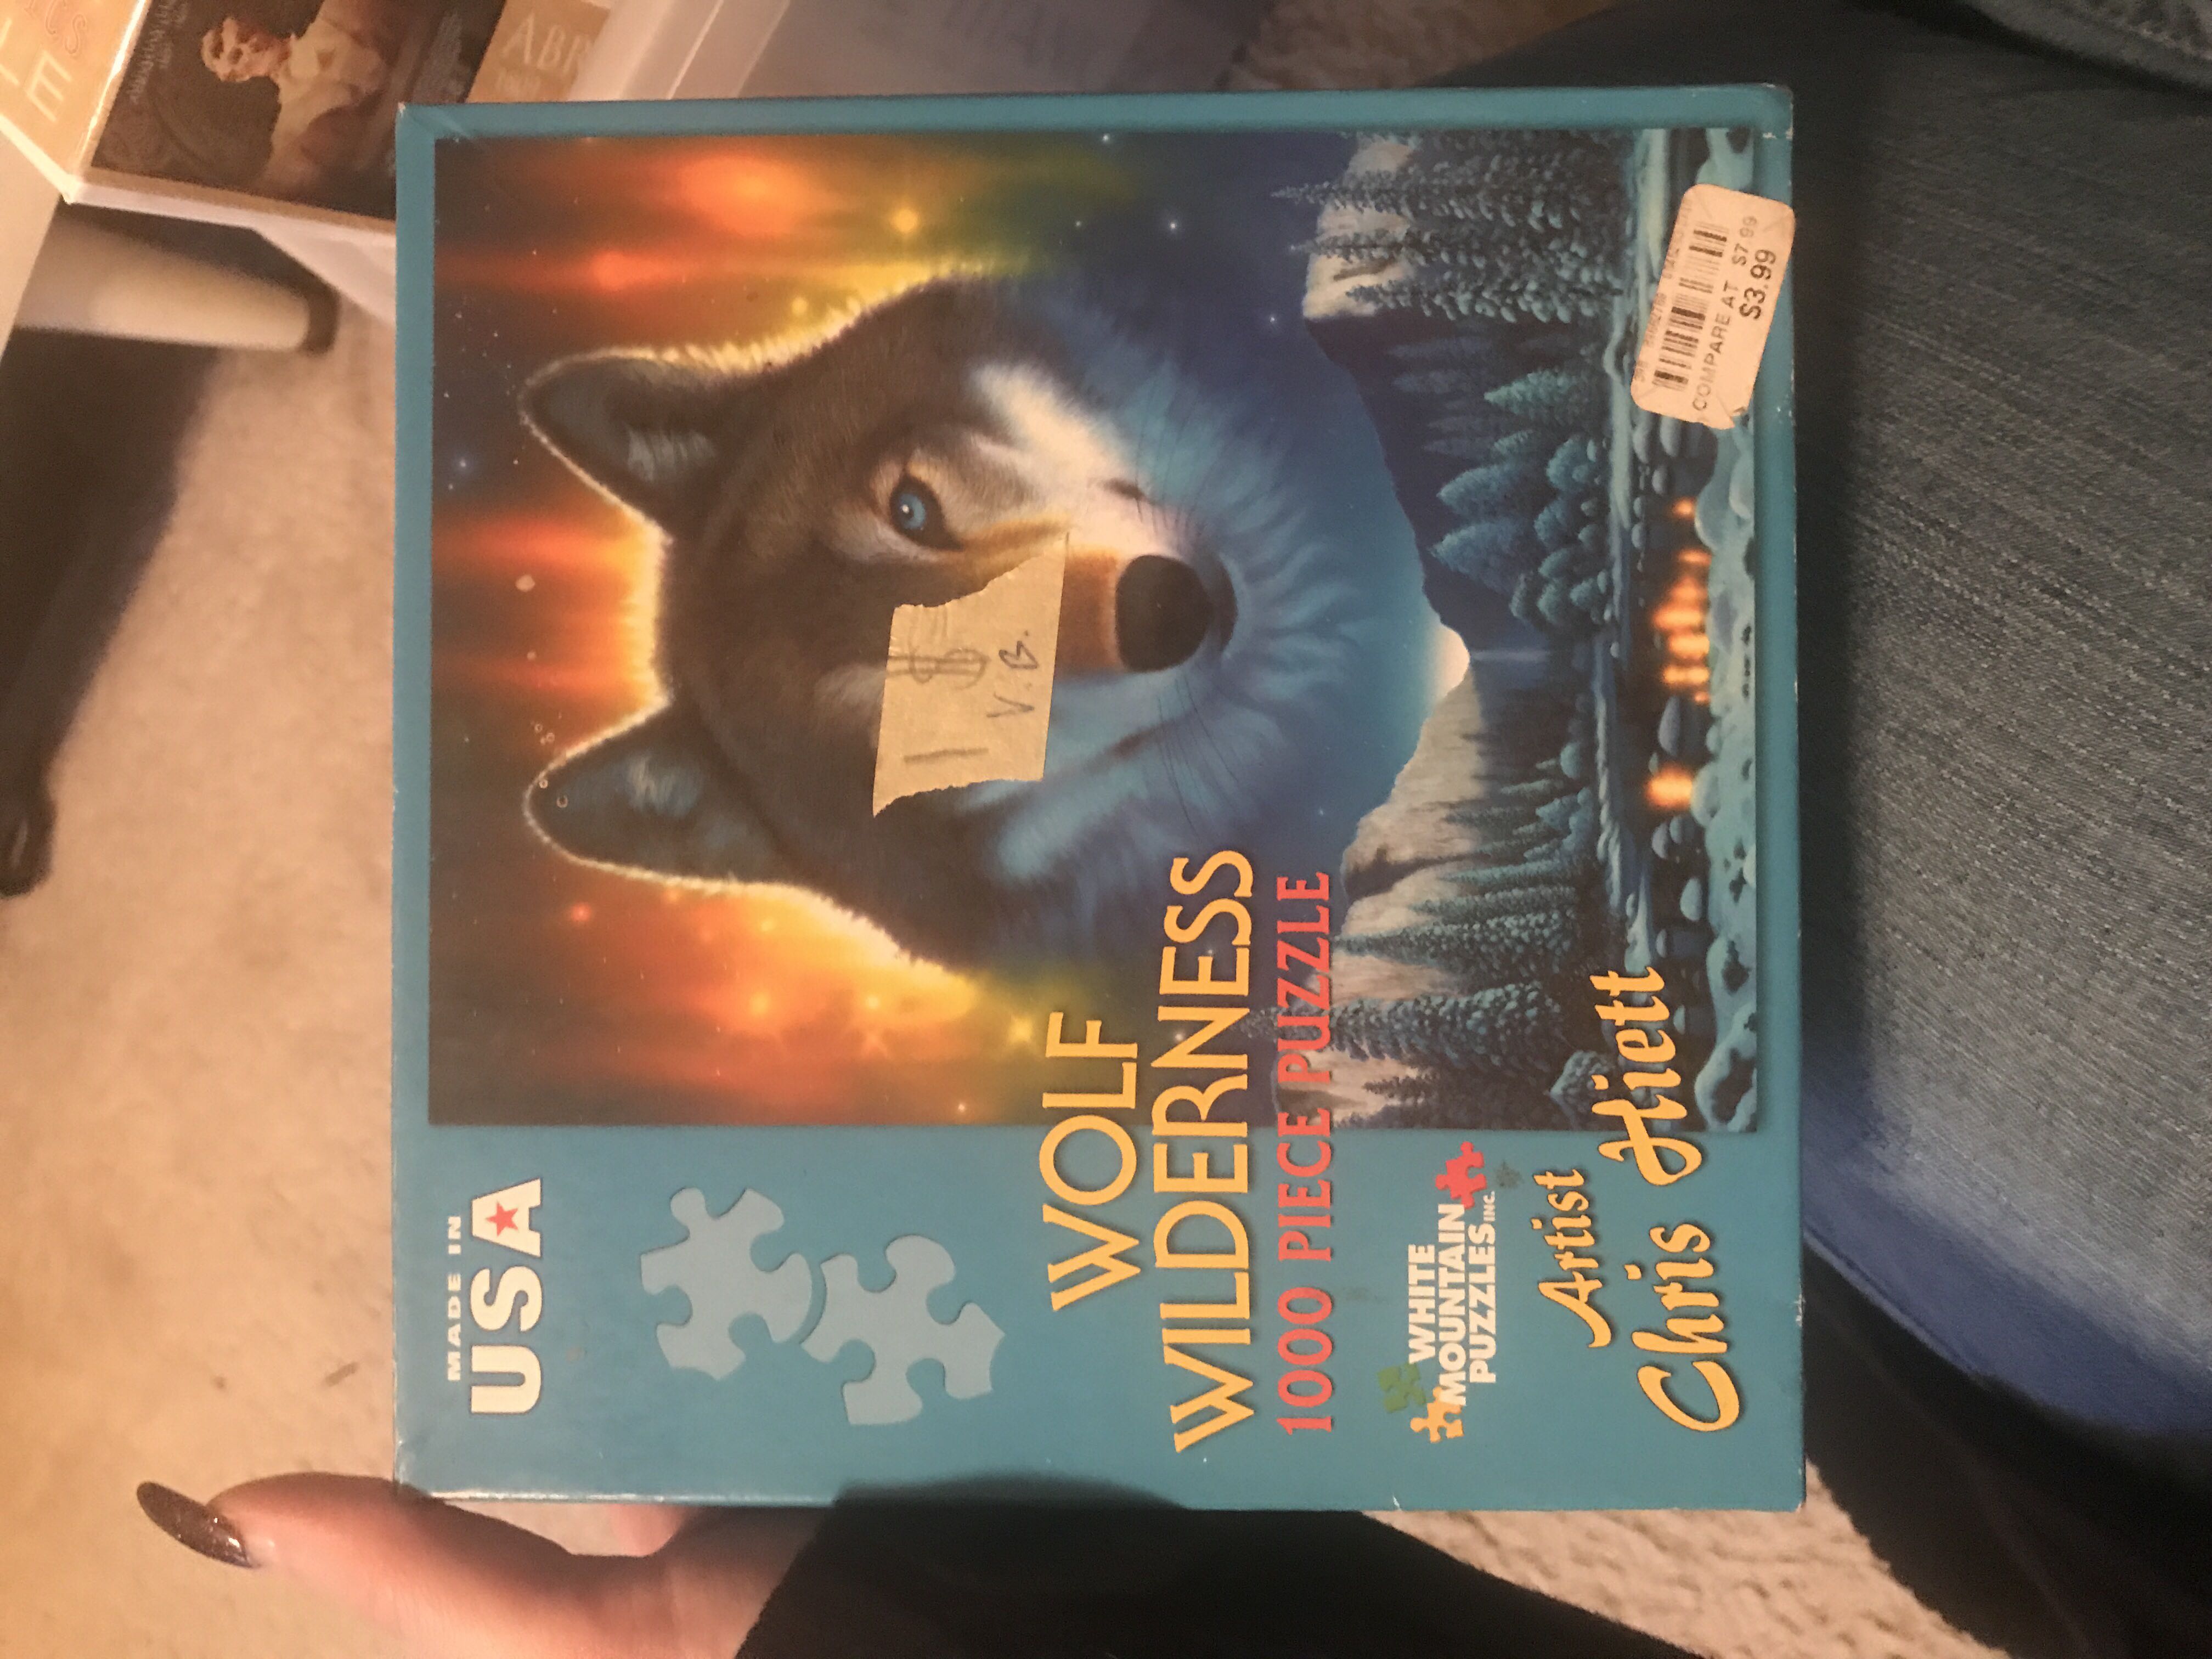 MADE IN
USA
WOLF
WILDERNESS
1000 PIECE PUZZLE
WHITE
MOUNTAIN
PUZZLES INC.
Artist
Chris Hiett
1 $
V.B.
COMPARE AT $7.99
$3.99
ABR